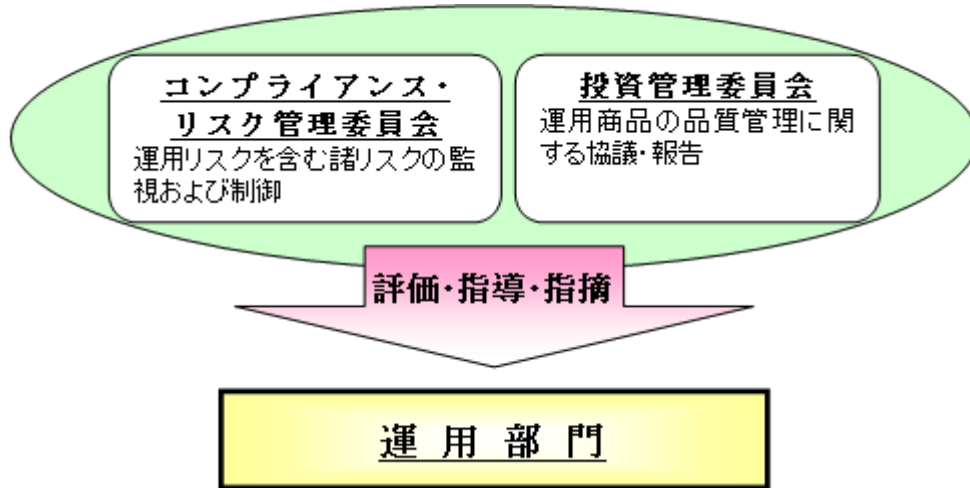 コンプライアンス・
リスク管理委員会
運用リスクを含む諸リスクの監
視および制御
投資管理委員会
運用商品の品質管理に関
する協議・報告
評価・指導・指摘
運用部門